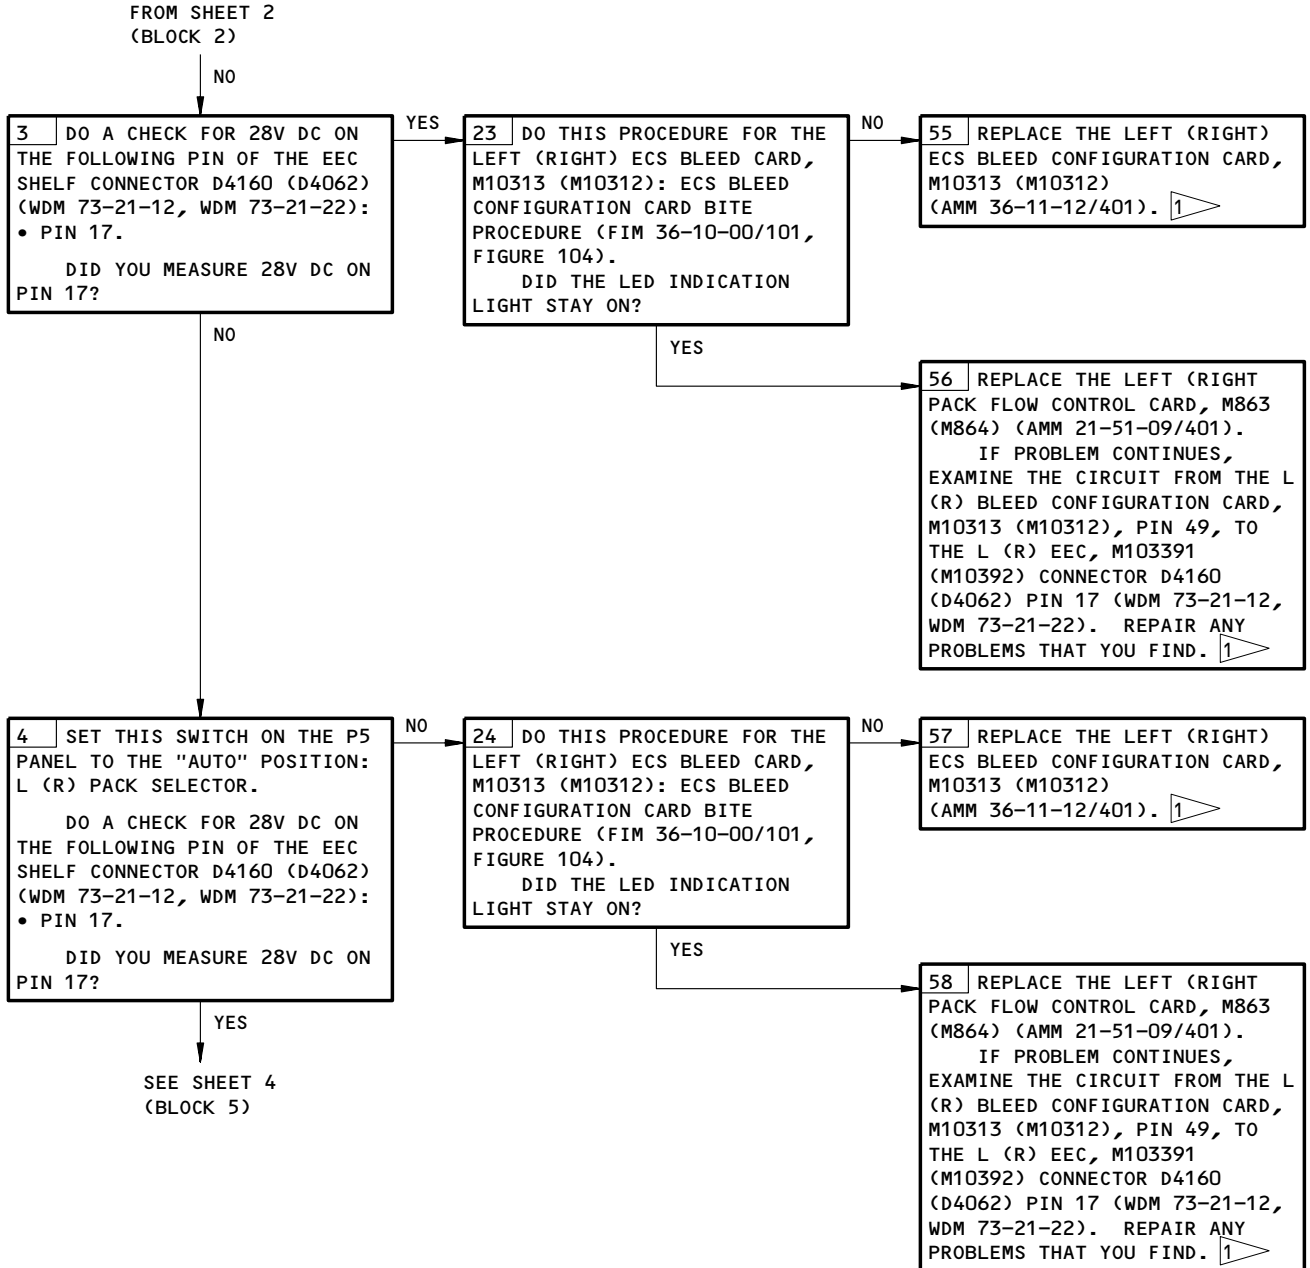 FROM SHEET 2
(BLOCK 2)
NO
3 DO A CHECK FOR 28V DC ON
THE FOLLOWING PIN OF THE EEC
SHELF CONNECTOR D4160 (D4062)
(WDM 73-21-12, WDM 73-21-22):
• PIN 17.
DID YOU MEASURE 28V DC ON
PIN 17?
YES
23 DO THIS PROCEDURE FOR THE
LEFT (RIGHT) ECS BLEED CARD,
M10313 (M10312): ECS BLEED
CONFIGURATION CARD BITE
PROCEDURE (FIM 36-10-00/101,
FIGURE 104).
DID THE LED INDICATION
LIGHT STAY ON?
NO
55 REPLACE THE LEFT (RIGHT)
ECS BLEED CONFIGURATION CARD,
M10313 (M10312)
(AMM 36-11-12/401). 1
YES
56 REPLACE THE LEFT (RIGHT
PACK FLOW CONTROL CARD, M863
(M864) (AMM 21-51-09/401).
IF PROBLEM CONTINUES,
EXAMINE THE CIRCUIT FROM THE L
(R) BLEED CONFIGURATION CARD,
M10313 (M10312), PIN 49, TO
THE L (R) EEC, M103391
(M10392) CONNECTOR D4160
(D4062) PIN 17 (WDM 73-21-12,
WDM 73-21-22). REPAIR ANY
PROBLEMS THAT YOU FIND. 1
NO
4 SET THIS SWITCH ON THE P5
PANEL TO THE "AUTO" POSITION:
L (R) PACK SELECTOR.
DO A CHECK FOR 28V DC ON
THE FOLLOWING PIN OF THE EEC
SHELF CONNECTOR D4160 (D4062)
(WDM 73-21-12, WDM 73-21-22):
• PIN 17.
DID YOU MEASURE 28V DC ON
PIN 17?
NO
24 DO THIS PROCEDURE FOR THE
LEFT (RIGHT) ECS BLEED CARD,
M10313 (M10312): ECS BLEED
CONFIGURATION CARD BITE
PROCEDURE (FIM 36-10-00/101,
FIGURE 104).
DID THE LED INDICATION
LIGHT STAY ON?
NO
57 REPLACE THE LEFT (RIGHT)
ECS BLEED CONFIGURATION CARD,
M10313 (M10312)
(AMM 36-11-12/401). 1
YES
58 REPLACE THE LEFT (RIGHT
PACK FLOW CONTROL CARD, M863
(M864) (AMM 21-51-09/401).
IF PROBLEM CONTINUES,
EXAMINE THE CIRCUIT FROM THE L
(R) BLEED CONFIGURATION CARD,
M10313 (M10312), PIN 49, TO
THE L (R) EEC, M103391
(M10392) CONNECTOR D4160
(D4062) PIN 17 (WDM 73-21-12,
WDM 73-21-22). REPAIR ANY
PROBLEMS THAT YOU FIND. 1
YES
SEE SHEET 4
(BLOCK 5)